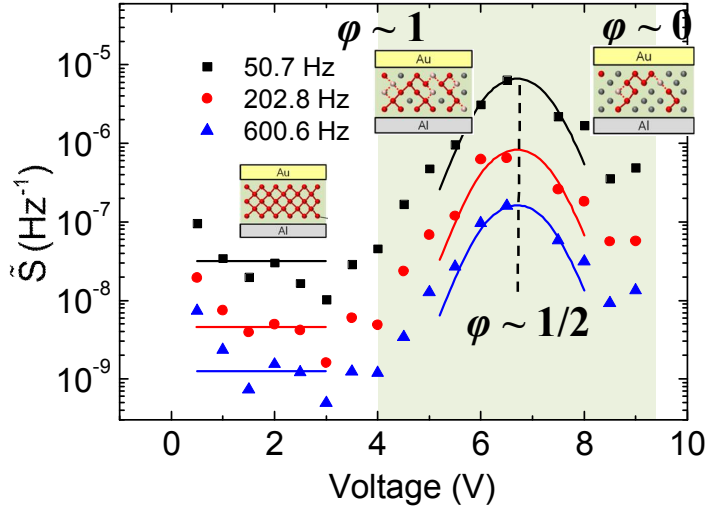 φ ~ 1
φ ~ 0
Au
Al
Au
Al
Au
Al
50.7 Hz
202.8 Hz
600.6 Hz
φ ~ 1/2
S̃ (Hz⁻¹)
10⁻⁵
10⁻⁶
10⁻⁷
10⁻⁸
10⁻⁹
0 2 4 6 8 10
Voltage (V)